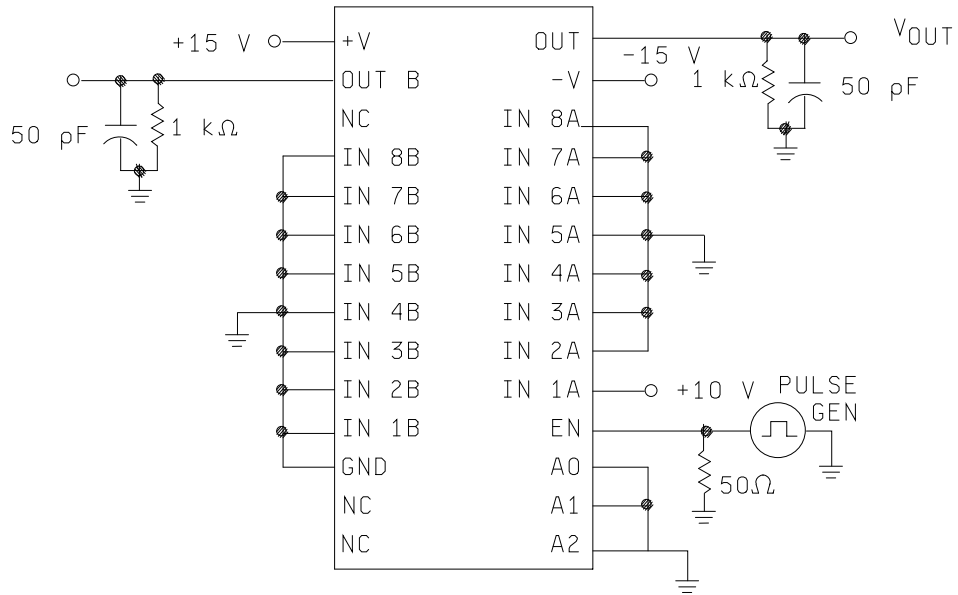 +15 V
+V
OUT
-15 V
V OUT
OUT B
-V
1 kΩ
50 pF
50 pF
1 kΩ
NC
IN 8A
IN 8B
IN 7A
IN 7B
IN 6A
IN 6B
IN 5A
IN 5B
IN 4A
IN 4B
IN 3A
IN 3B
IN 2A
IN 2B
IN 1A
+10 V
PULSE
GEN
IN 1B
EN
GND
A0
50Ω
NC
A1
NC
A2